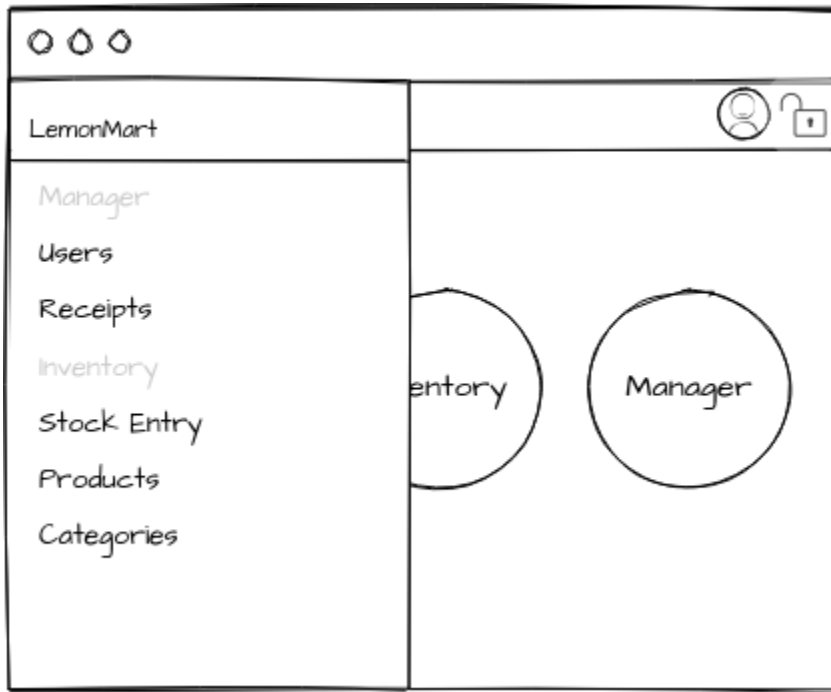 LemonMart
Manager
Users
Receipts
Inventory
Stock Entry
Products
Categories
entory
Manager